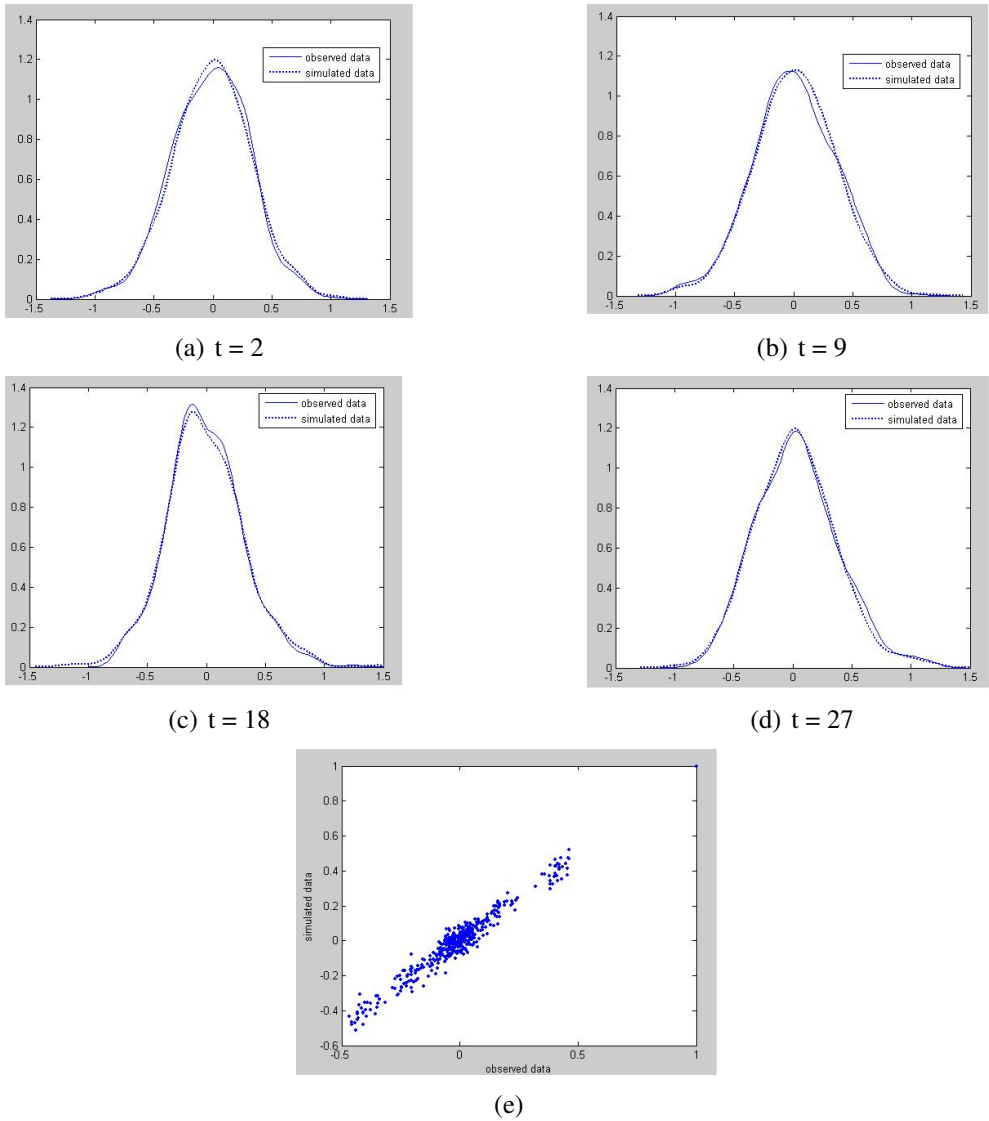 1.4
1.2
1
0.8
0.6
0.4
0.2
0
-1.5 -1 -0.5 0 0.5 1 1.5
observed data
simulated data
(a) t = 2
1.4
1.2
1
0.8
0.6
0.4
0.2
0
-1.5 -1 -0.5 0 0.5 1 1.5
observed data
simulated data
(b) t = 9
1.4
1.2
1
0.8
0.6
0.4
0.2
0
-1.5 -1 -0.5 0 0.5 1 1.5
observed data
simulated data
(c) t = 18
1.4
1.2
1
0.8
0.6
0.4
0.2
0
-1.5 -1 -0.5 0 0.5 1 1.5
observed data
simulated data
(d) t = 27
1
0.8
0.6
0.4
0.2
0
-0.2
-0.4
-0.6
simulated data
-0.5 0 0.5 1
observed data
(e)